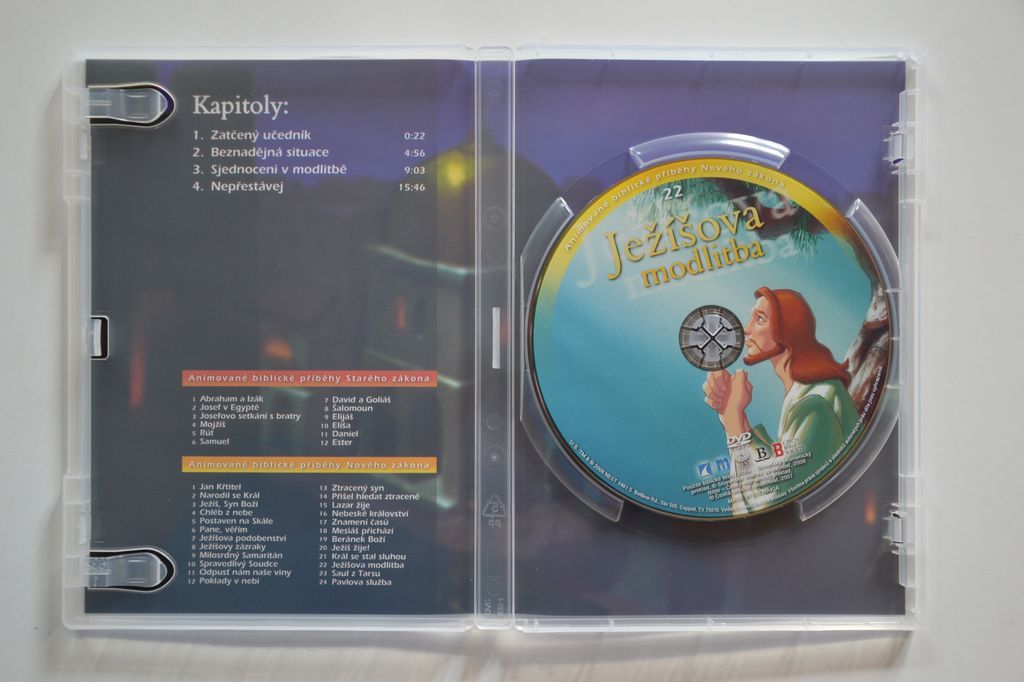 Kapitoly:
1. Zatčený učedník 0:22
2. Beznadějná situace 4:56
3. Sjednoceni v modlitbě 9:03
4. Nepřestávej 15:46
Animované biblické příběhy Starého zákona
1 Abraham a Izák
2 Josef v Egyptě
3 Josefovo setkání s bratry
4 Mojžíš
5 Rút
6 Samuel
7 David a Goliáš
8 Šalomoun
9 Elijáš
10 Elíša
11 Daniel
12 Ester
Animované biblické příběhy Nového zákona
1 Jan Křtitel
2 Narodil se Král
3 Ježíš, Syn Boží
4 Chléb z nebe
5 Postaven na Skále
6 Pane, věřím
7 Ježíšova podobenství
8 Ježíšovy zázraky
9 Milosrdný Samaritán
10 Spravedlivý Soudce
11 Odpusť nám naše viny
12 Poklady v nebi
13 Ztracený syn
14 Přišel hledat ztracené
15 Lazar žije
16 Nebeské království
17 Znamení časů
18 Mesiáš přichází
19 Beránek Boží
20 Ježíš žije!
21 Král se stal sluhou
22 Ježíšova modlitba
23 Saul z Tarsu
24 Pavlova služba
Animované biblické příběhy Nového zákona
22
Ježíšova
modlitba
DVD